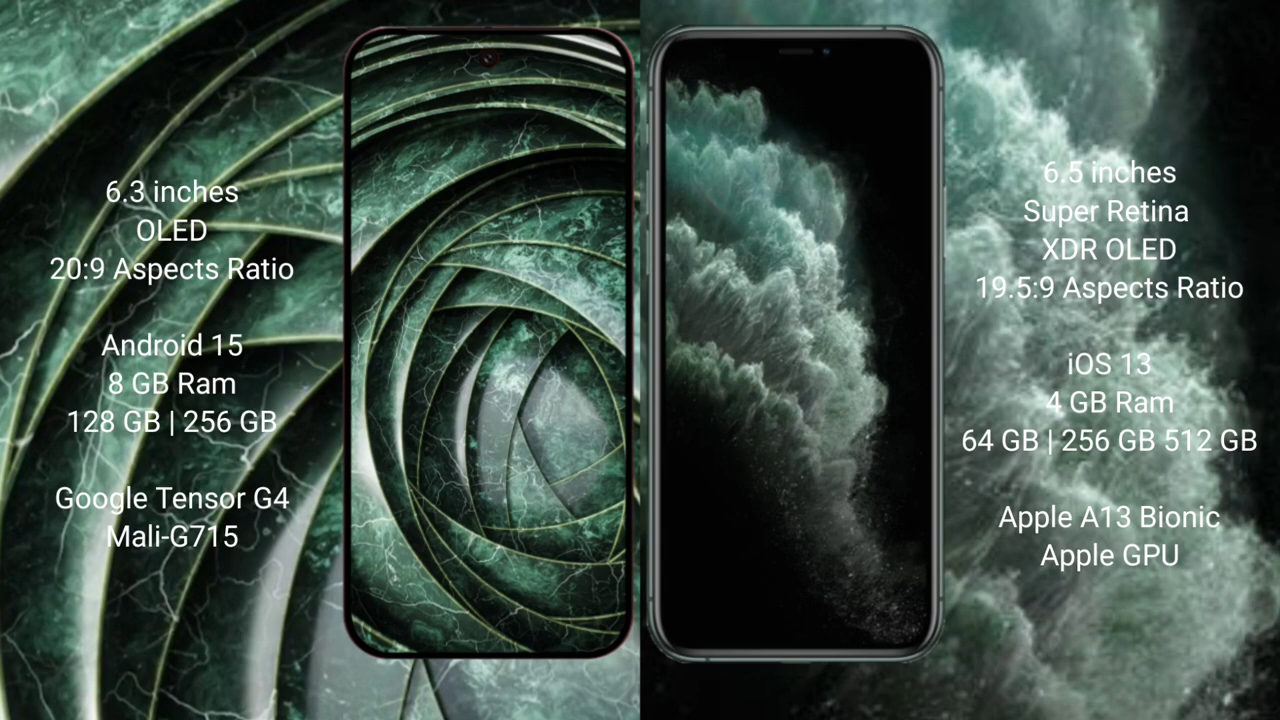 6.3 inches
OLED
20:9 Aspects Ratio
Android 15
8 GB Ram
128 GB | 256 GB
Google Tensor G4
Mali-G715
6.5 inches
Super Retina
XDR OLED
19.5:9 Aspects Ratio
iOS 13
4 GB Ram
64 GB | 256 GB 512 GB
Apple A13 Bionic
Apple GPU